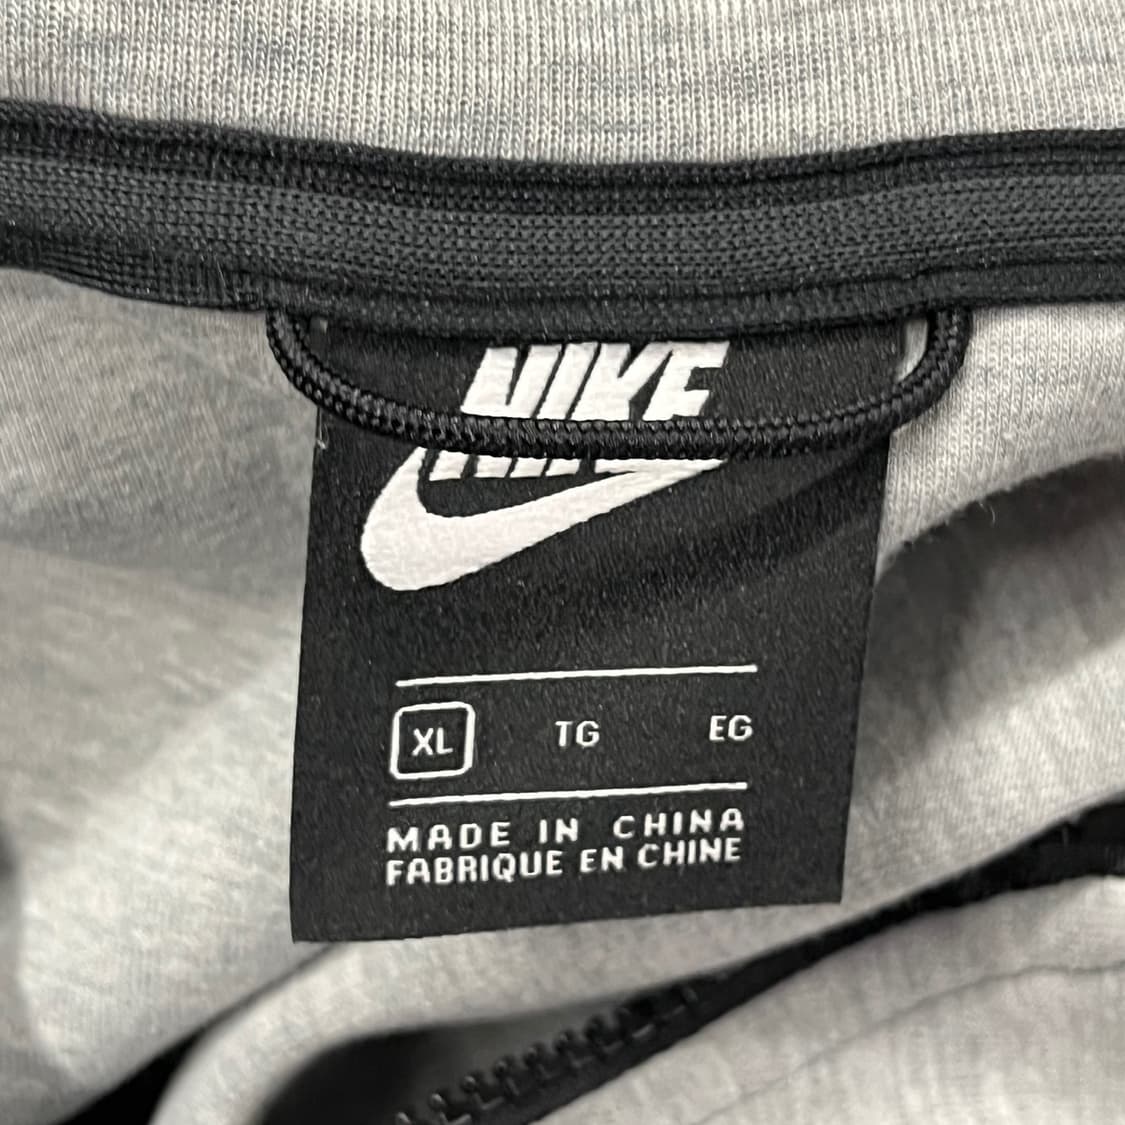 NIKE
XL TG EG
MADE IN CHINA
FABRIQUE EN CHINE